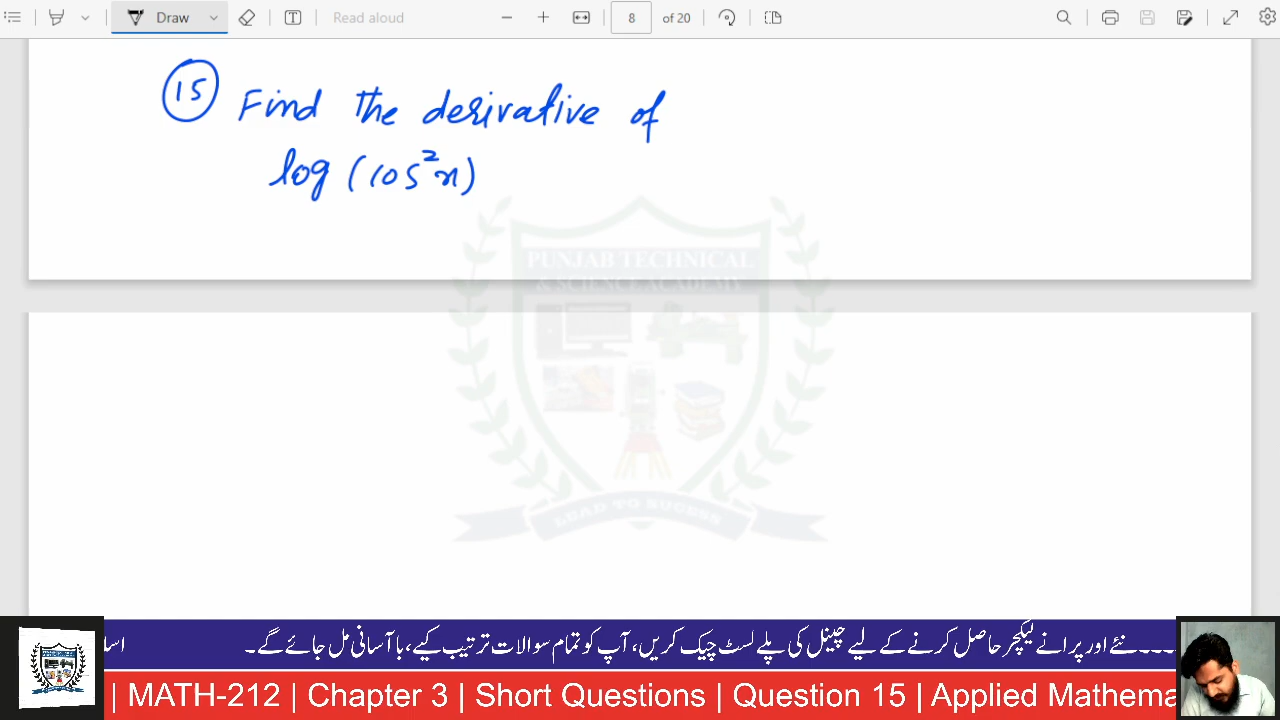 Draw
Read aloud
8 of 20
15 Find the derivative of
log (cos²x)
PUNJAB TECHNICAL
& SCIENCE ACADEMY
LEAD TO SUCCESS
نئے اور پرانے لیکچر حاصل کرنے کے لیے چینل کی پلے لسٹ چیک کریں، آپ کو تمام سوالات ترتیب کیے، باآسانی مل جائے گے۔ اسا
| MATH-212 | Chapter 3 | Short Questions | Question 15 | Applied Mathema